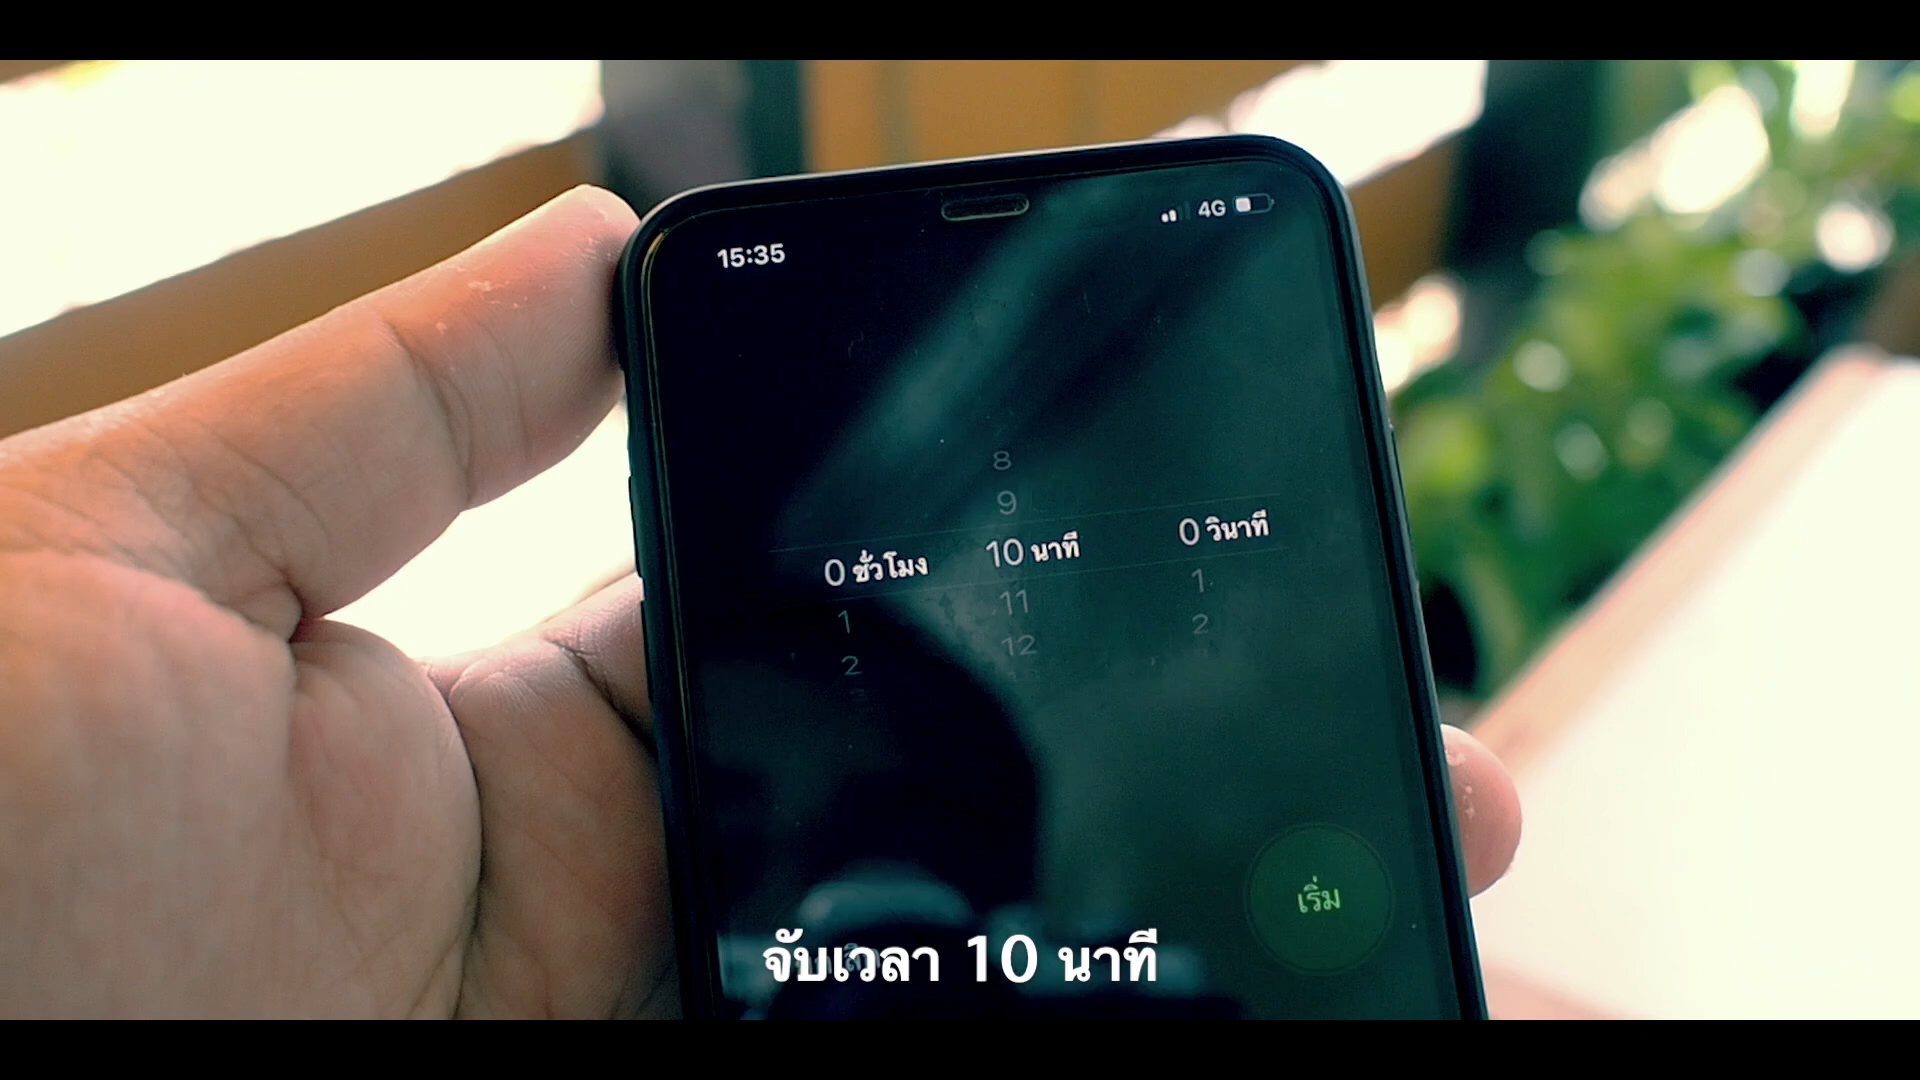 15:35 4G
8
9
0 ชั่วโมง 10 นาที 0 วินาที
1 11 1
2 12 2
3
เริ่ม
จับเวลา 10 นาที